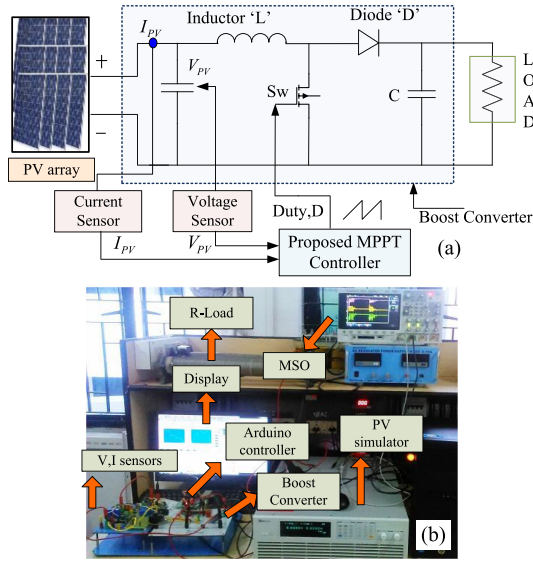 Inductor ‘L’
Diode ‘D’
I_PV
+
V_PV
Sw
C
L
O
A
D
−
PV array
Current
Sensor
Voltage
Sensor
Duty,D
Boost Converter
I_PV
V_PV
Proposed MPPT
Controller
(a)
R-Load
MSO
Display
Arduino
controller
PV
simulator
V,I sensors
Boost
Converter
(b)